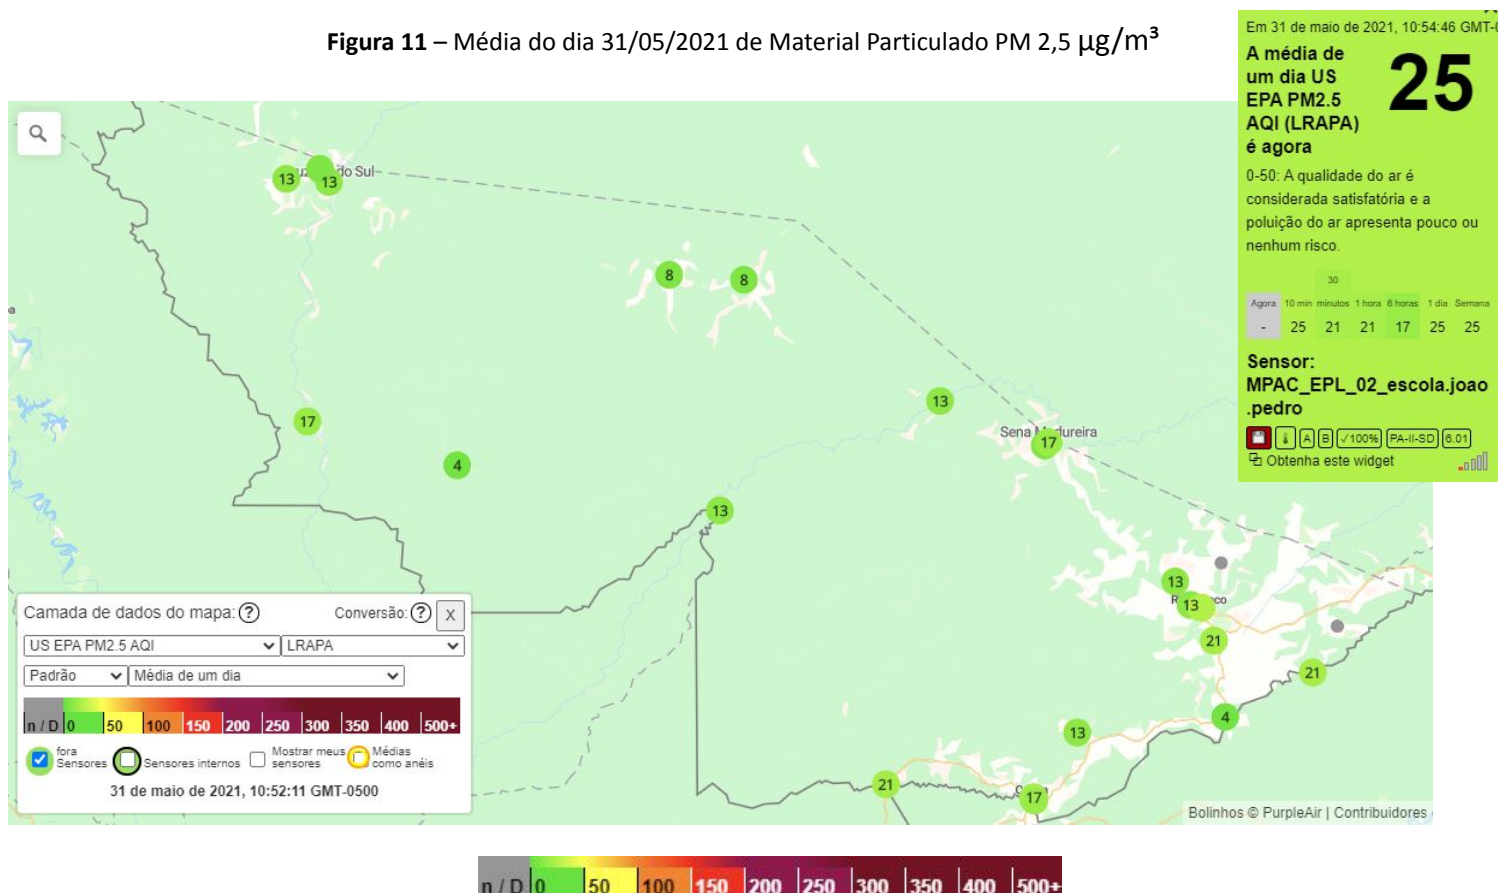 Figura 11 – Média do dia 31/05/2021 de Material Particulado PM 2,5 µg/m³
Em 31 de maio de 2021, 10:54:46 GMT-0
A média de
um dia US
EPA PM2.5
AQI (LRAPA)
é agora
25
0-50: A qualidade do ar é
considerada satisfatória e a
poluição do ar apresenta pouco ou
nenhum risco.
Agora 10 min 30 minutos 1 hora 6 horas 1 dia Semana
- 25 21 21 17 25 25
Sensor:
MPAC_EPL_02_escola.joao
.pedro
A B √100% PA-II-SD 6.01
Obtenha este widget
13
13
do Sul
8
8
13
17
Sena Madureira
17
4
13
13
13
co
21
21
4
13
21
17
Camada de dados do mapa: ? Conversão: ? X
US EPA PM2.5 AQI LRAPA
Padrão Média de um dia
n / D 0 50 100 150 200 250 300 350 400 500+
fora
Sensores
Sensores internos
Mostrar meus
sensores
Médias
como anéis
31 de maio de 2021, 10:52:11 GMT-0500
Bolinhos © PurpleAir | Contribuidores
n / D 0 50 100 150 200 250 300 350 400 500+